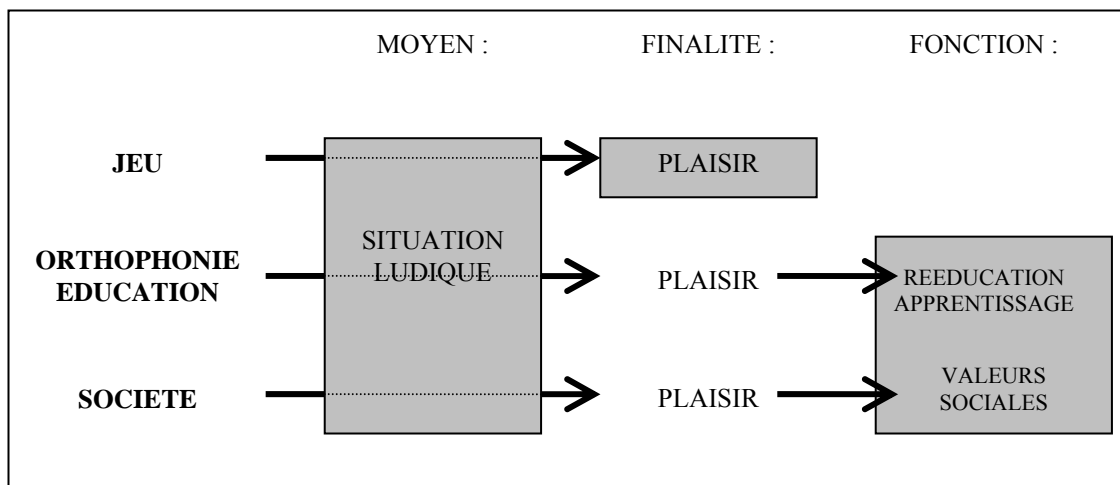 MOYEN : FINALITE : FONCTION :
JEU
PLAISIR
SITUATION
LUDIQUE
ORTHOPHONIE
EDUCATION
PLAISIR
REEDUCATION
APPRENTISSAGE
SOCIETE
PLAISIR
VALEURS
SOCIALES